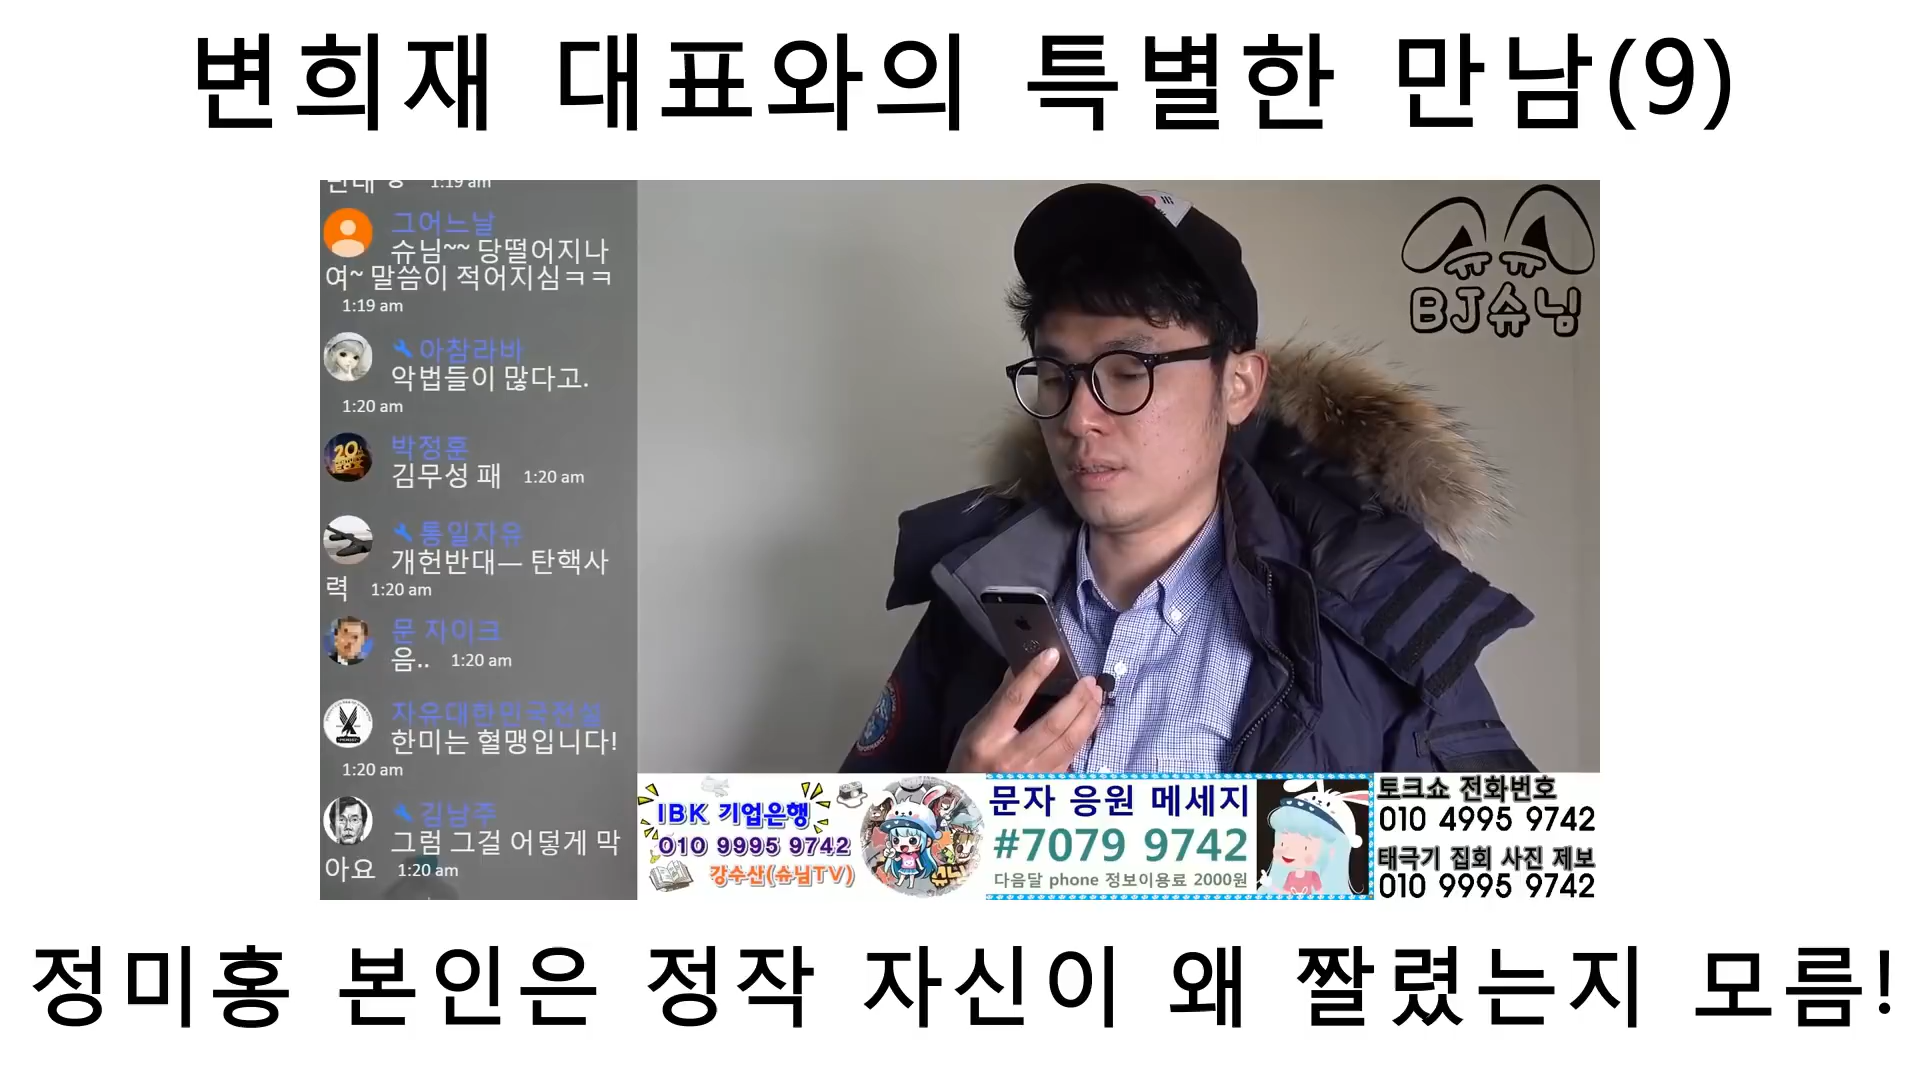 변희재 대표와의 특별한 만남(9)
1:19 am
그어느날
슈님~~ 당떨어지나
여~ 말씀이 적어지심ㅋㅋ
1:19 am
아참라바
악법들이 많다고.
1:20 am
박정훈
김무성 패 1:20 am
통일자유
개헌반대— 탄핵사
력 1:20 am
문 자이크
음.. 1:20 am
자유대한민국전설
한미는 혈맹입니다!
1:20 am
김남주
그럼 그걸 어덯게 막
아요 1:20 am
슈슈
BJ슈님
IBK 기업은행
010 9995 9742
강수산(슈님TV)
슈님
문자 응원 메세지
#7079 9742
다음달 phone 정보이용료 2000원
토크쇼 전화번호
010 4995 9742
태극기 집회 사진 제보
010 9995 9742
정미홍 본인은 정작 자신이 왜 짤렸는지 모름!